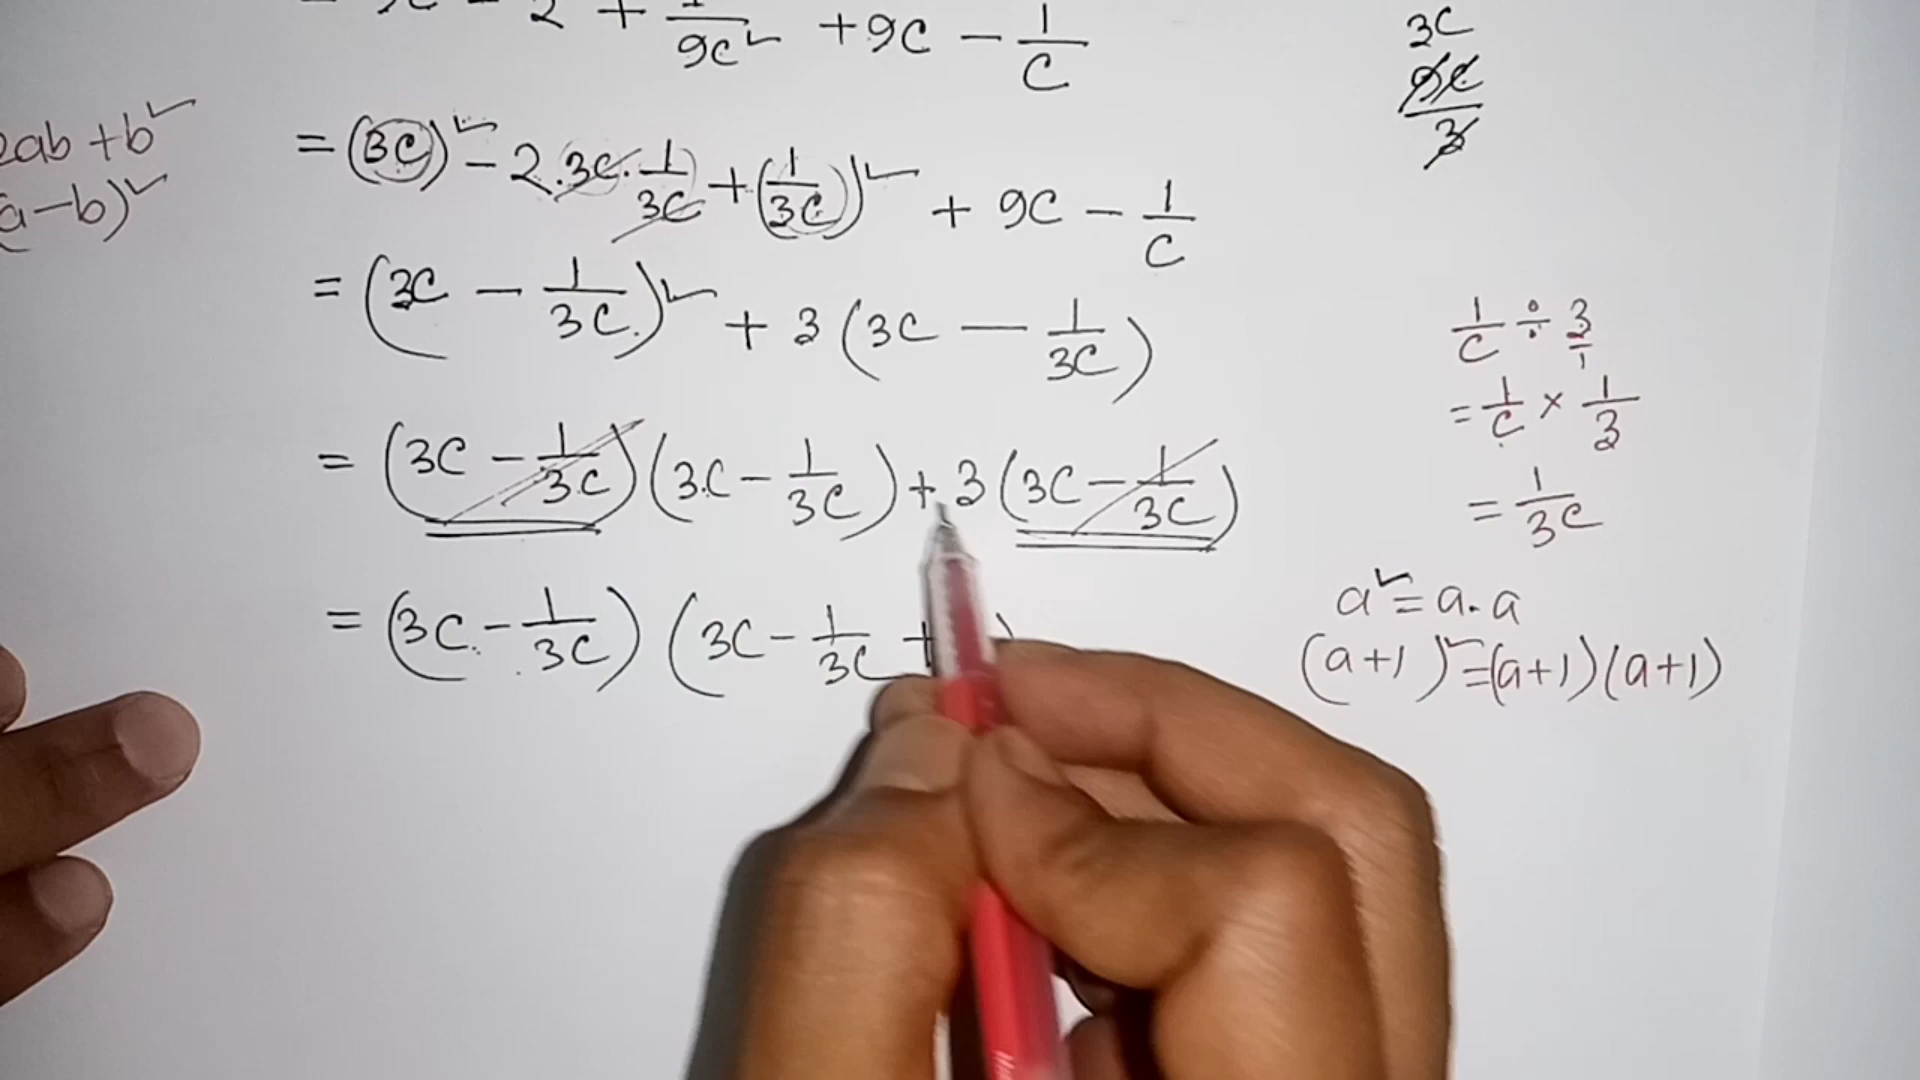 - 2 + 1/9c² + 9c - 1/c
= (3c)² - 2.3c.1/3c + (1/3c)² + 9c - 1/c
= (3c - 1/3c)² + 3(3c - 1/3c)
= (3c - 1/3c)(3c - 1/3c) + 3(3c - 1/3c)
= (3c - 1/3c)(3c - 1/3c +
2ab + b²
(a-b)²
3c
9c/3
1/c ÷ 3/1
= 1/c × 1/3
= 1/3c
a² = a.a
(a+1)² = (a+1)(a+1)